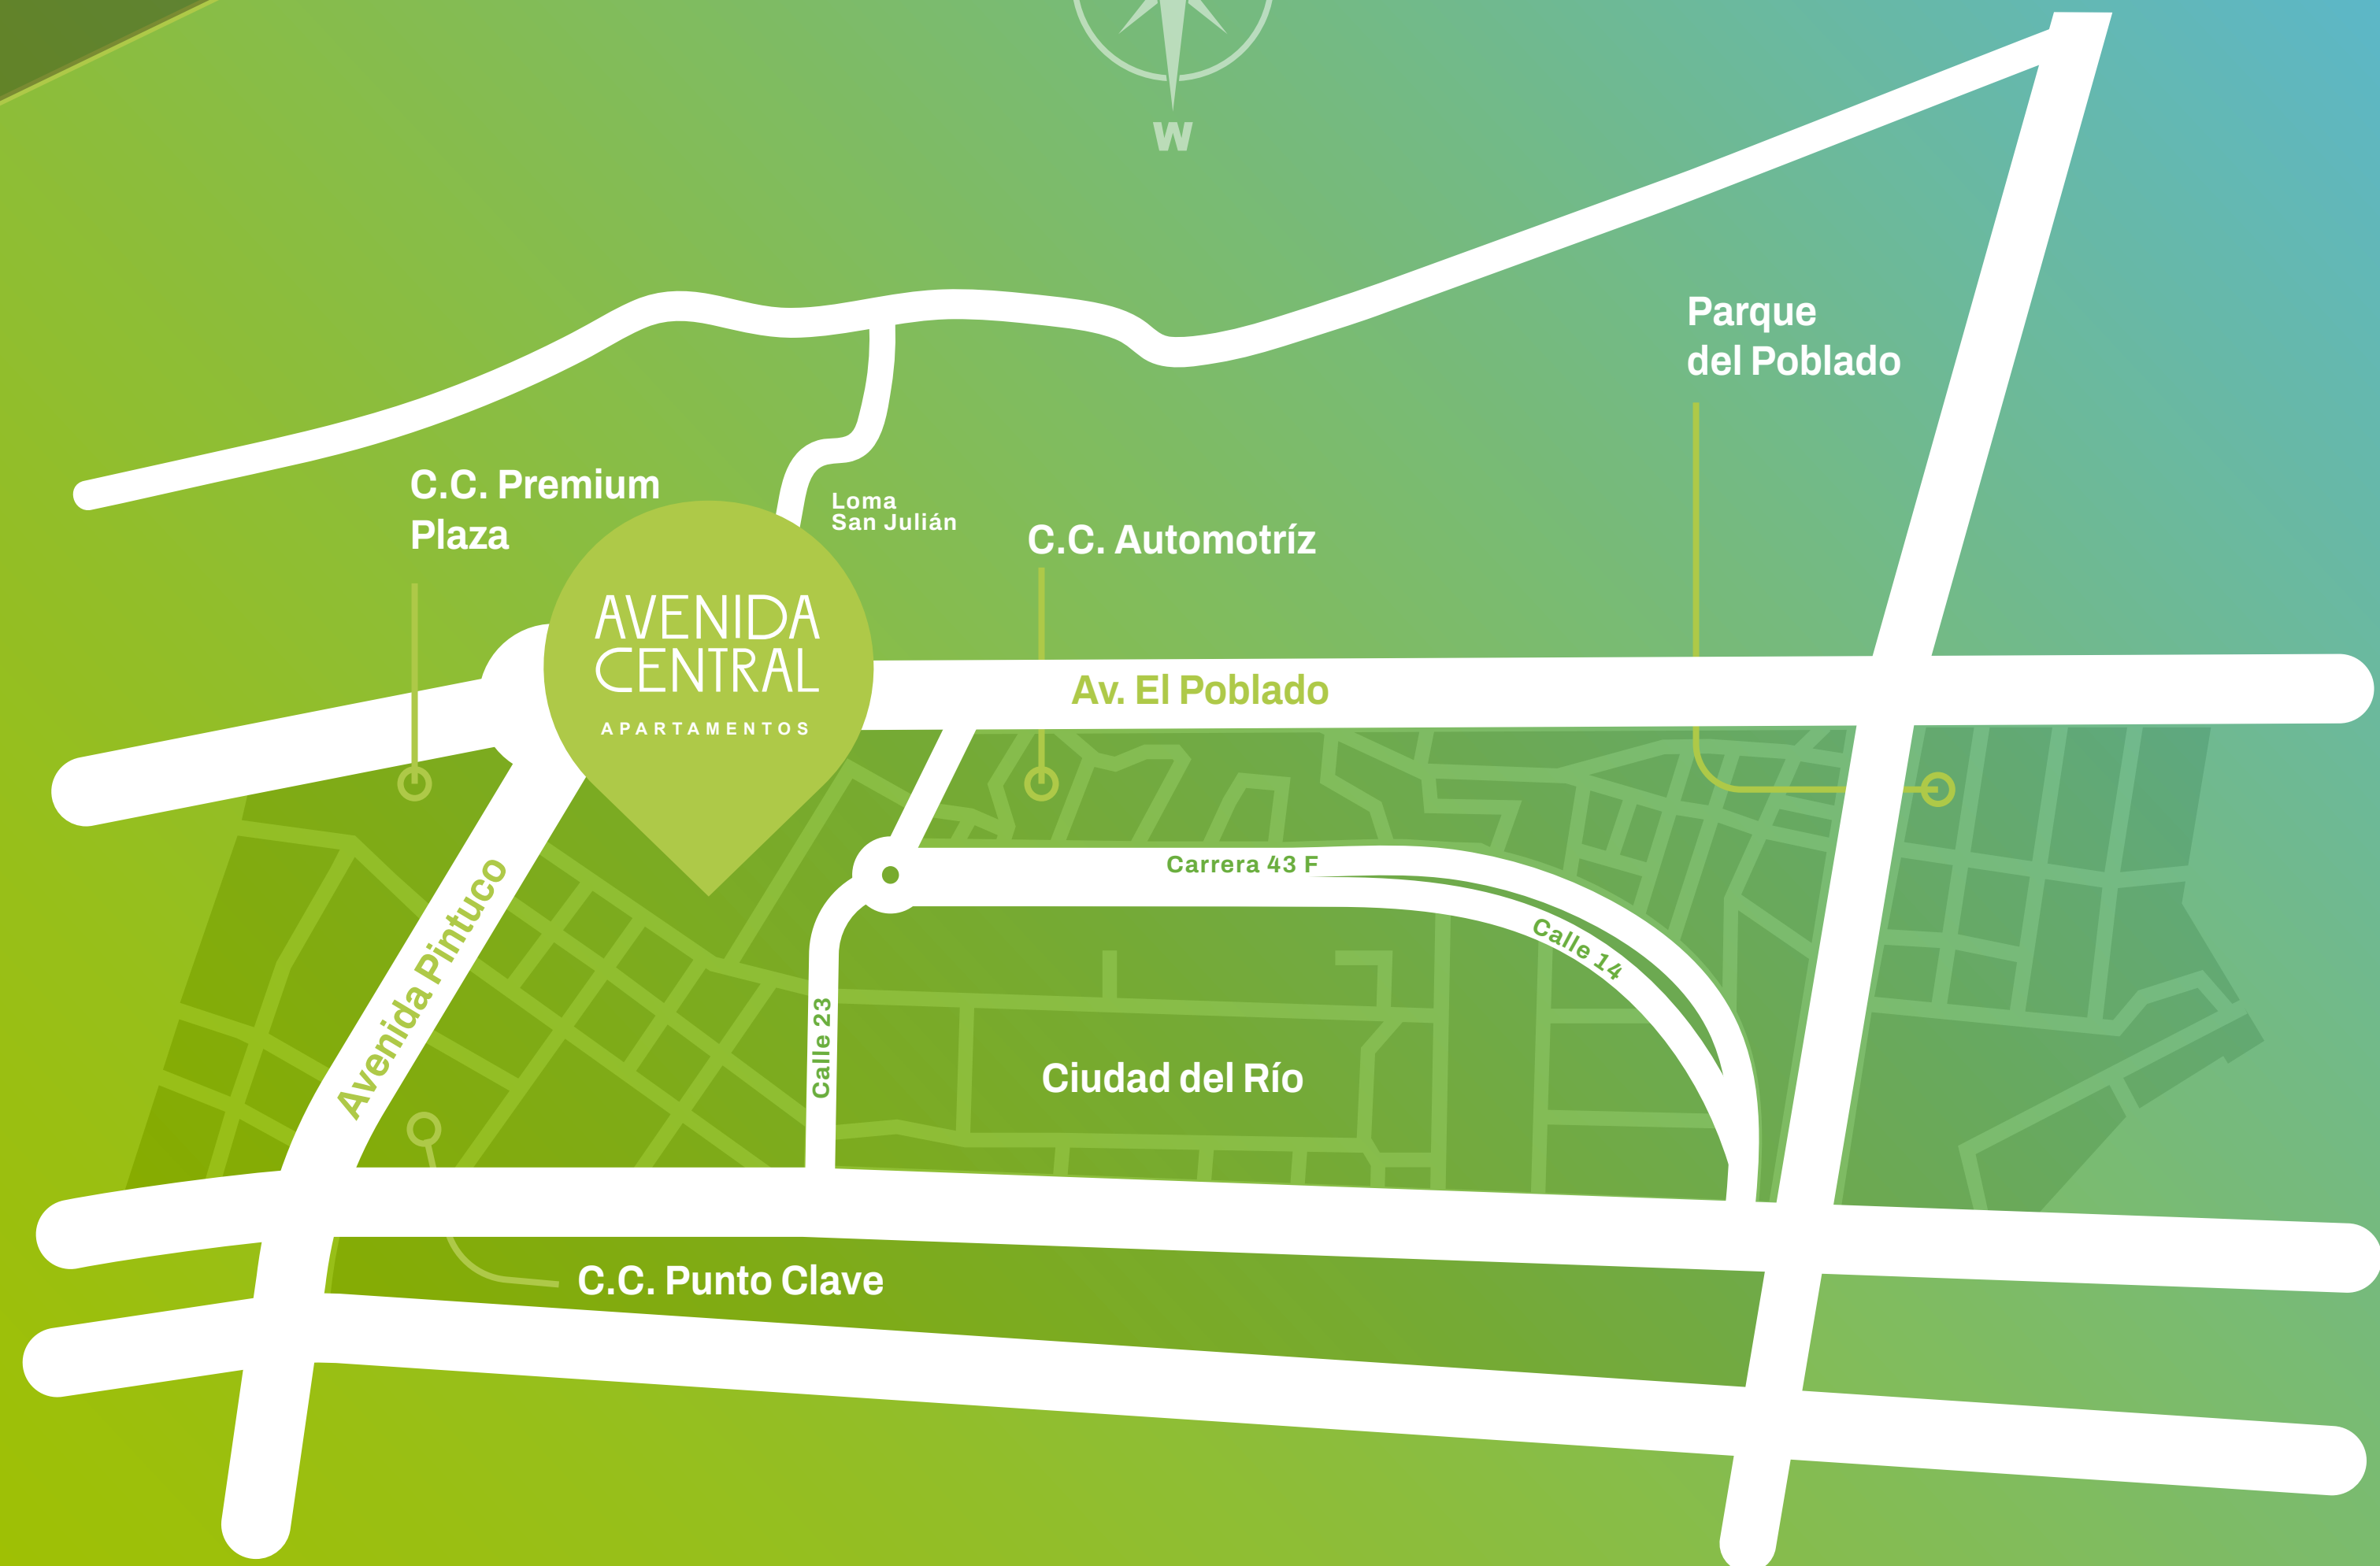 W
Parque
del Poblado
C.C. Premium
Plaza
Loma
San Julián
C.C. Automotríz
AVENIDA
CENTRAL
APARTAMENTOS
Av. El Poblado
Carrera 43 F
Calle 14
Avenida Pintuco
Calle 23
Ciudad del Río
C.C. Punto Clave